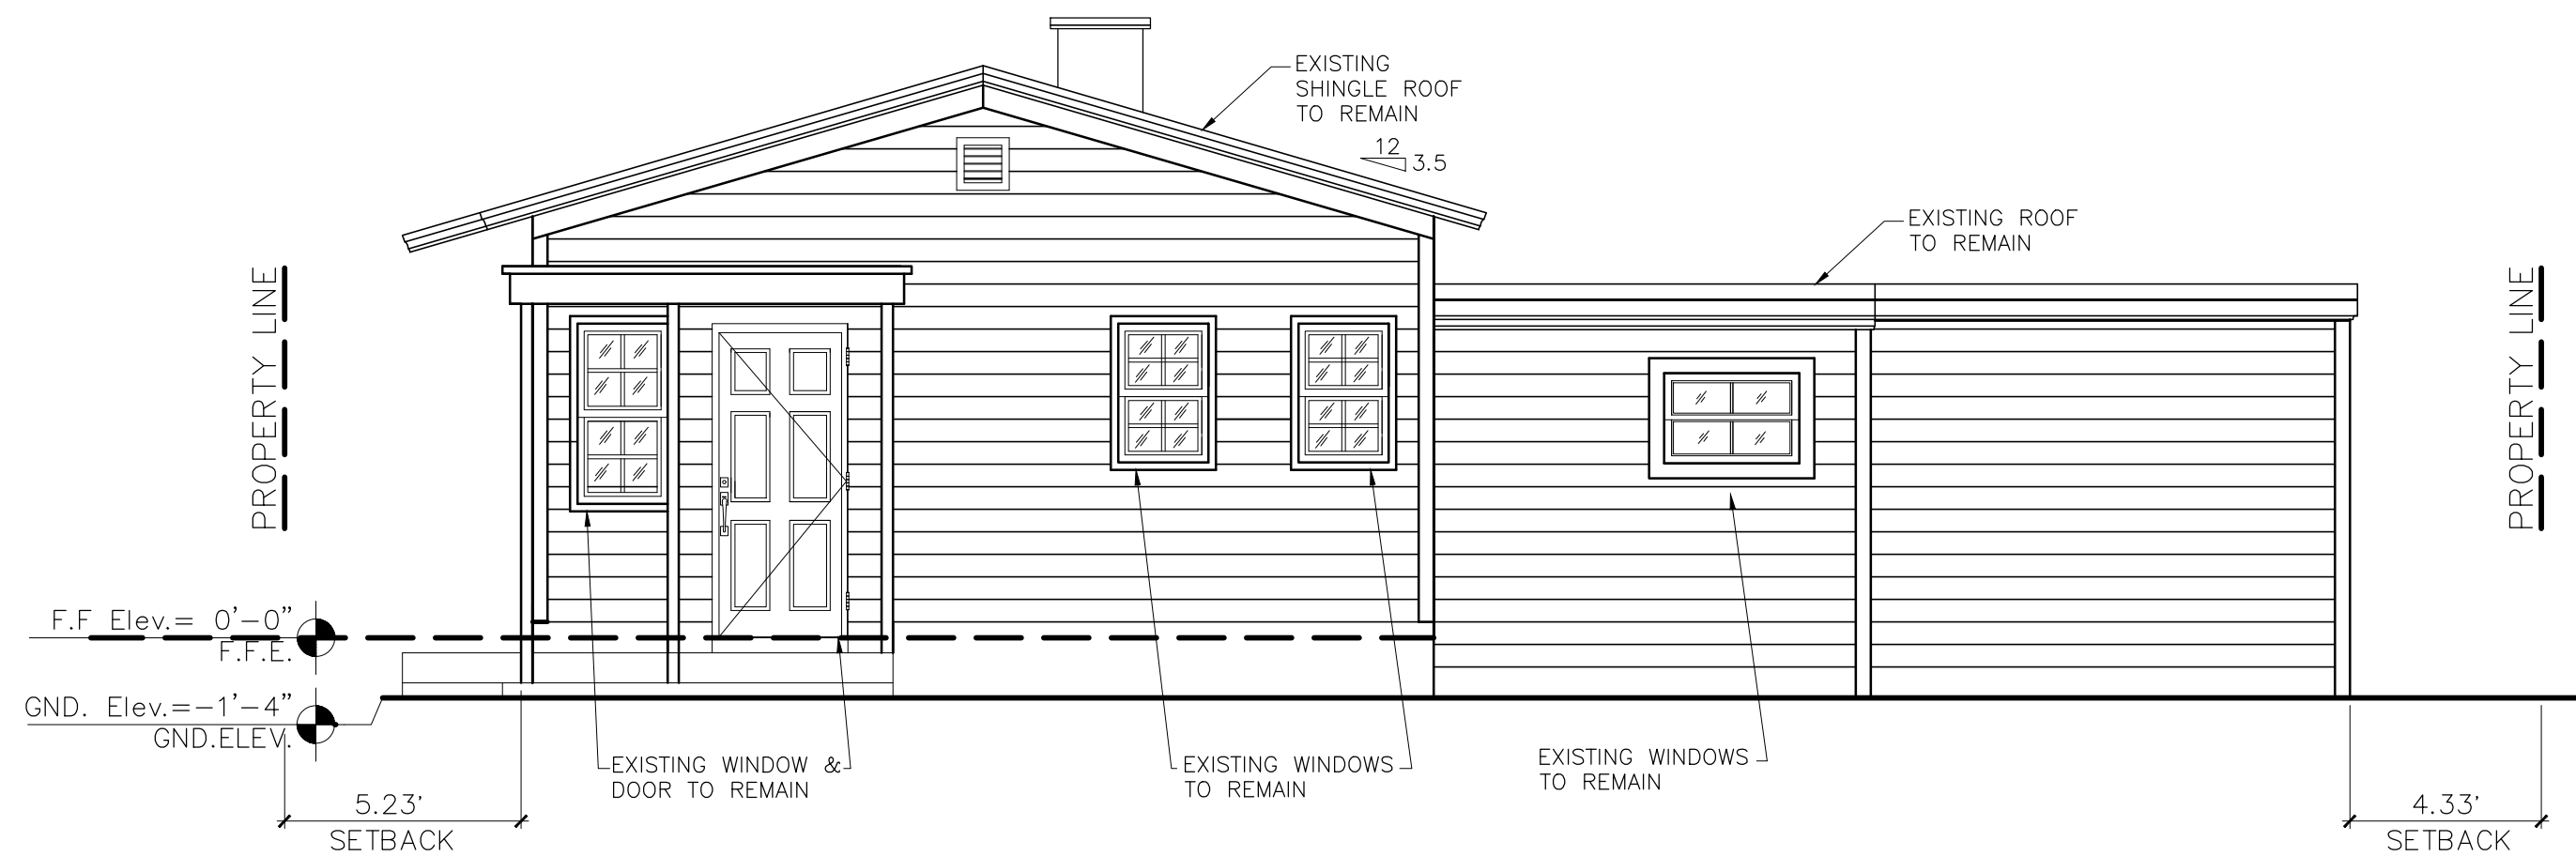 EXISTING
SHINGLE ROOF
TO REMAIN
12
3.5
EXISTING ROOF
TO REMAIN
PROPERTY LINE
PROPERTY LINE
F.F Elev.= 0'-0"
F.F.E.
GND. Elev.=-1'-4"
GND.ELEV.
EXISTING WINDOW &
DOOR TO REMAIN
EXISTING WINDOWS
TO REMAIN
EXISTING WINDOWS
TO REMAIN
5.23'
SETBACK
4.33'
SETBACK